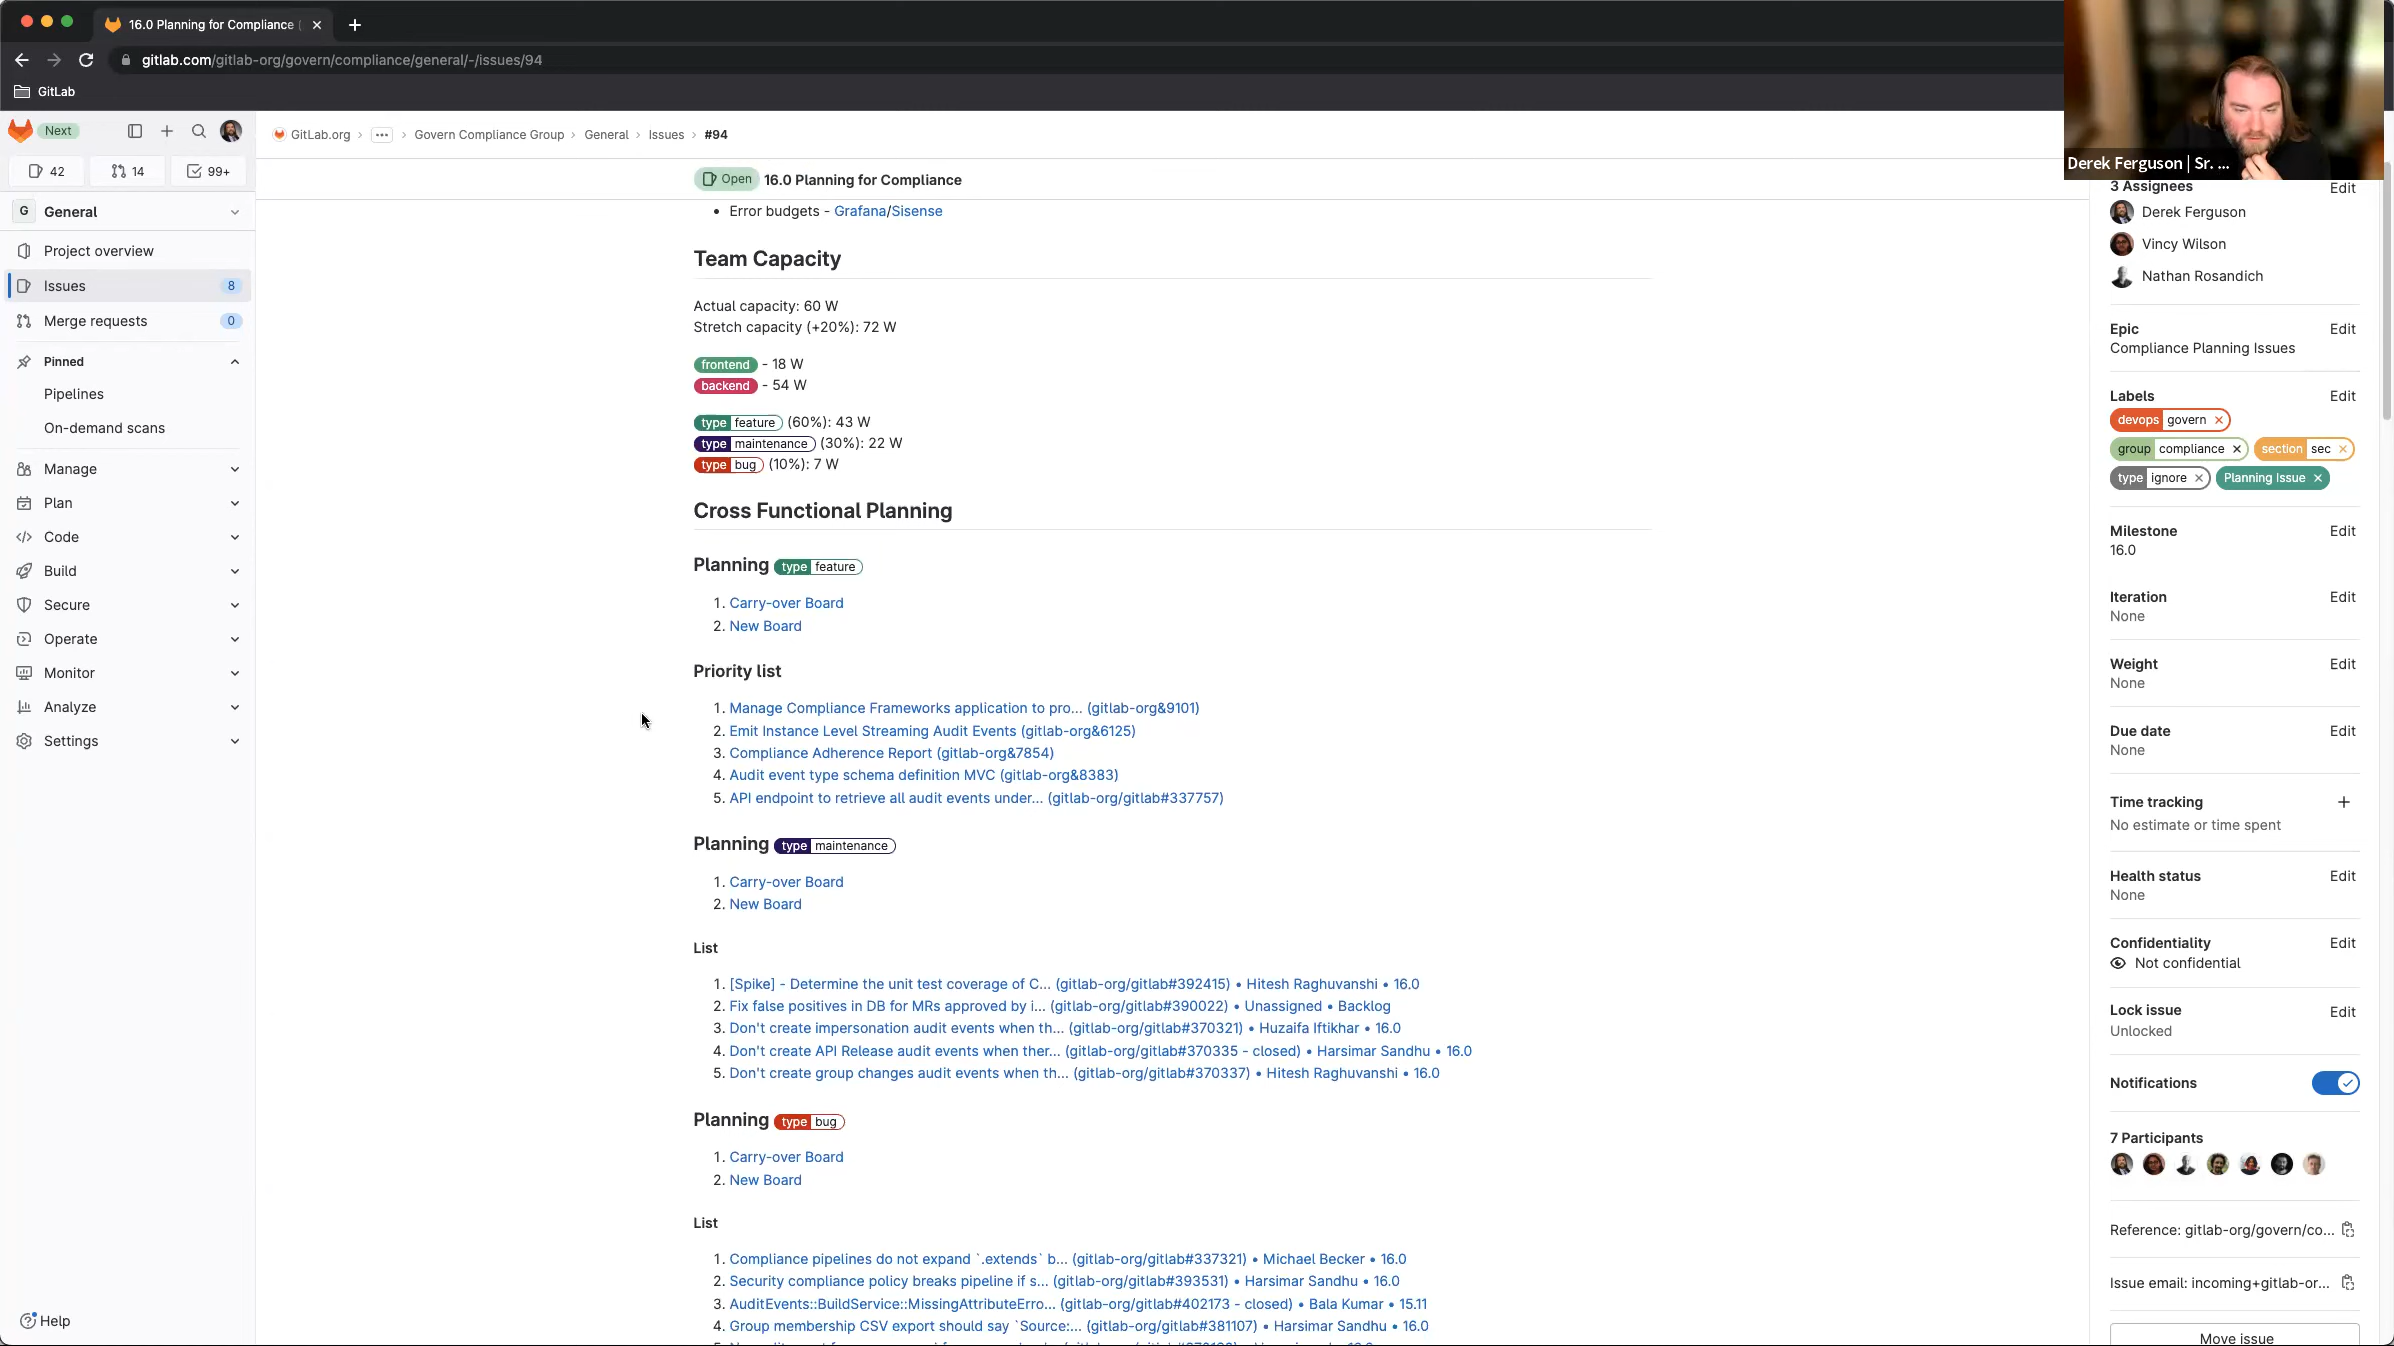 16.0 Planning for Compliance (
gitlab.com/gitlab-org/govern/compliance/general/-/issues/94
GitLab
Derek Ferguson | Sr. ...
Next
42
14
99+
G General
Project overview
Issues 8
Merge requests 0
Pinned
Pipelines
On-demand scans
Manage
Plan
Code
Build
Secure
Operate
Monitor
Analyze
Settings
Help
GitLab.org › ... › Govern Compliance Group › General › Issues › #94
Open 16.0 Planning for Compliance
• Error budgets - Grafana/Sisense
Team Capacity
Actual capacity: 60 W
Stretch capacity (+20%): 72 W
frontend - 18 W
backend - 54 W
type feature (60%): 43 W
type maintenance (30%): 22 W
type bug (10%): 7 W
Cross Functional Planning
Planning type feature
1. Carry-over Board
2. New Board
Priority list
1. Manage Compliance Frameworks application to pro... (gitlab-org&9101)
2. Emit Instance Level Streaming Audit Events (gitlab-org&6125)
3. Compliance Adherence Report (gitlab-org&7854)
4. Audit event type schema definition MVC (gitlab-org&8383)
5. API endpoint to retrieve all audit events under... (gitlab-org/gitlab#337757)
Planning type maintenance
1. Carry-over Board
2. New Board
List
1. [Spike] - Determine the unit test coverage of C... (gitlab-org/gitlab#392415) • Hitesh Raghuvanshi • 16.0
2. Fix false positives in DB for MRs approved by i... (gitlab-org/gitlab#390022) • Unassigned • Backlog
3. Don't create impersonation audit events when th... (gitlab-org/gitlab#370321) • Huzaifa Iftikhar • 16.0
4. Don't create API Release audit events when ther... (gitlab-org/gitlab#370335 - closed) • Harsimar Sandhu • 16.0
5. Don't create group changes audit events when th... (gitlab-org/gitlab#370337) • Hitesh Raghuvanshi • 16.0
Planning type bug
1. Carry-over Board
2. New Board
List
1. Compliance pipelines do not expand `.extends` b... (gitlab-org/gitlab#337321) • Michael Becker • 16.0
2. Security compliance policy breaks pipeline if s... (gitlab-org/gitlab#393531) • Harsimar Sandhu • 16.0
3. AuditEvents::BuildService::MissingAttributeErro... (gitlab-org/gitlab#402173 - closed) • Bala Kumar • 15.11
4. Group membership CSV export should say `Source:... (gitlab-org/gitlab#381107) • Harsimar Sandhu • 16.0
3 Assignees Edit
Derek Ferguson
Vincy Wilson
Nathan Rosandich
Epic Edit
Compliance Planning Issues
Labels Edit
devops govern ×
group compliance × section sec ×
type ignore × Planning Issue ×
Milestone Edit
16.0
Iteration Edit
None
Weight Edit
None
Due date Edit
None
Time tracking +
No estimate or time spent
Health status Edit
None
Confidentiality Edit
Not confidential
Lock issue Edit
Unlocked
Notifications
7 Participants
Reference: gitlab-org/govern/co...
Issue email: incoming+gitlab-or...
Move issue